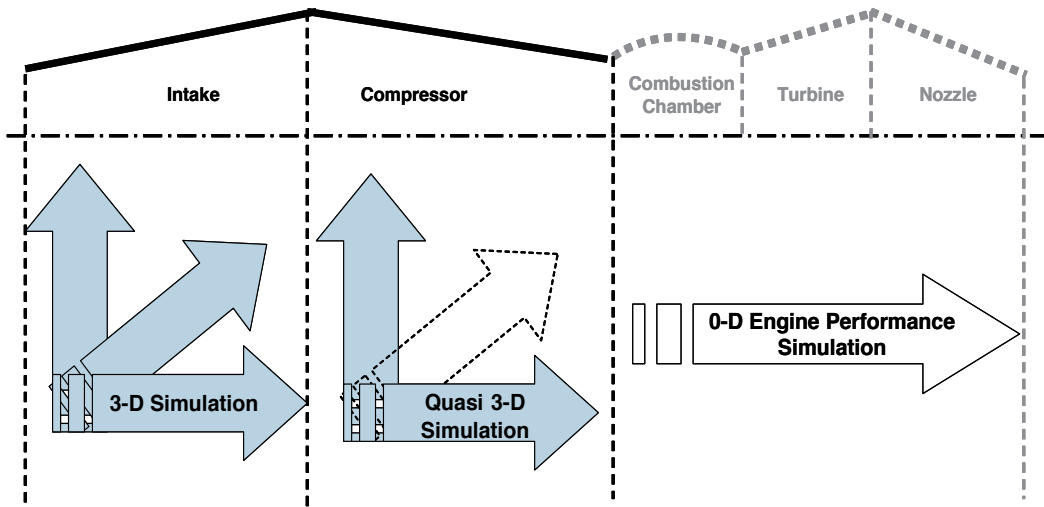 Intake
Compressor
Combustion
Chamber
Turbine
Nozzle
3-D Simulation
Quasi 3-D
Simulation
0-D Engine Performance
Simulation